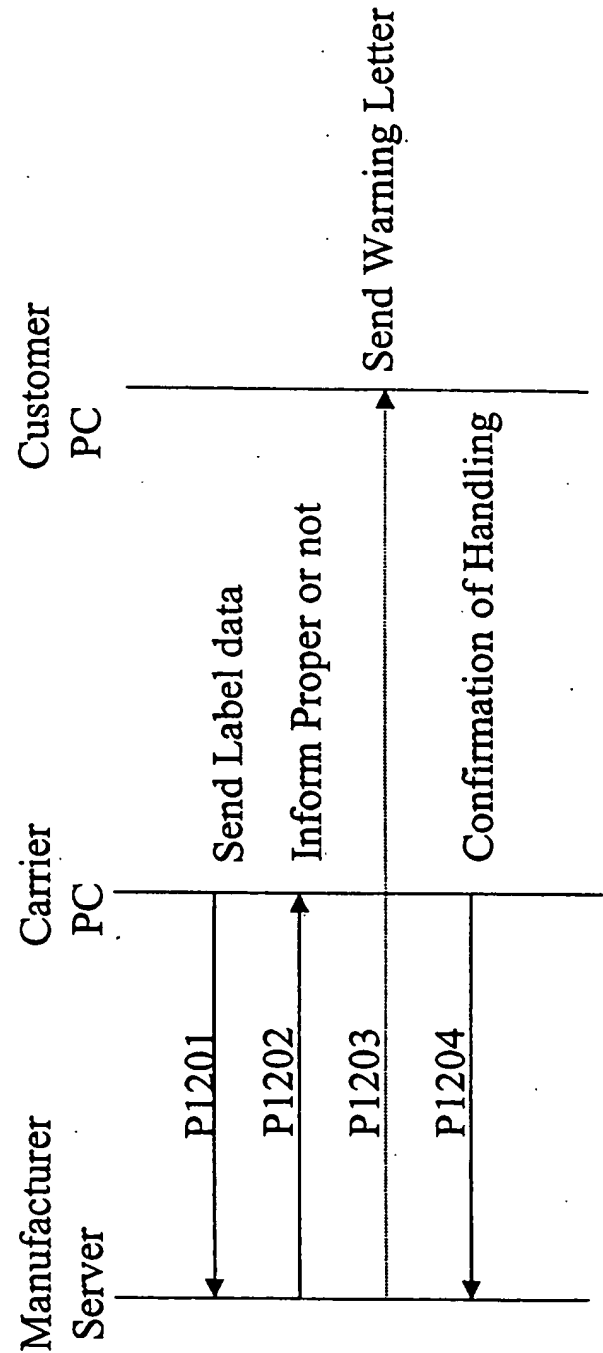 Manufacturer
Server
Carrier
PC
Customer
PC
P1201
Send Label data
P1202
Inform Proper or not
P1203
Send Warning Letter
P1204
Confirmation of Handling